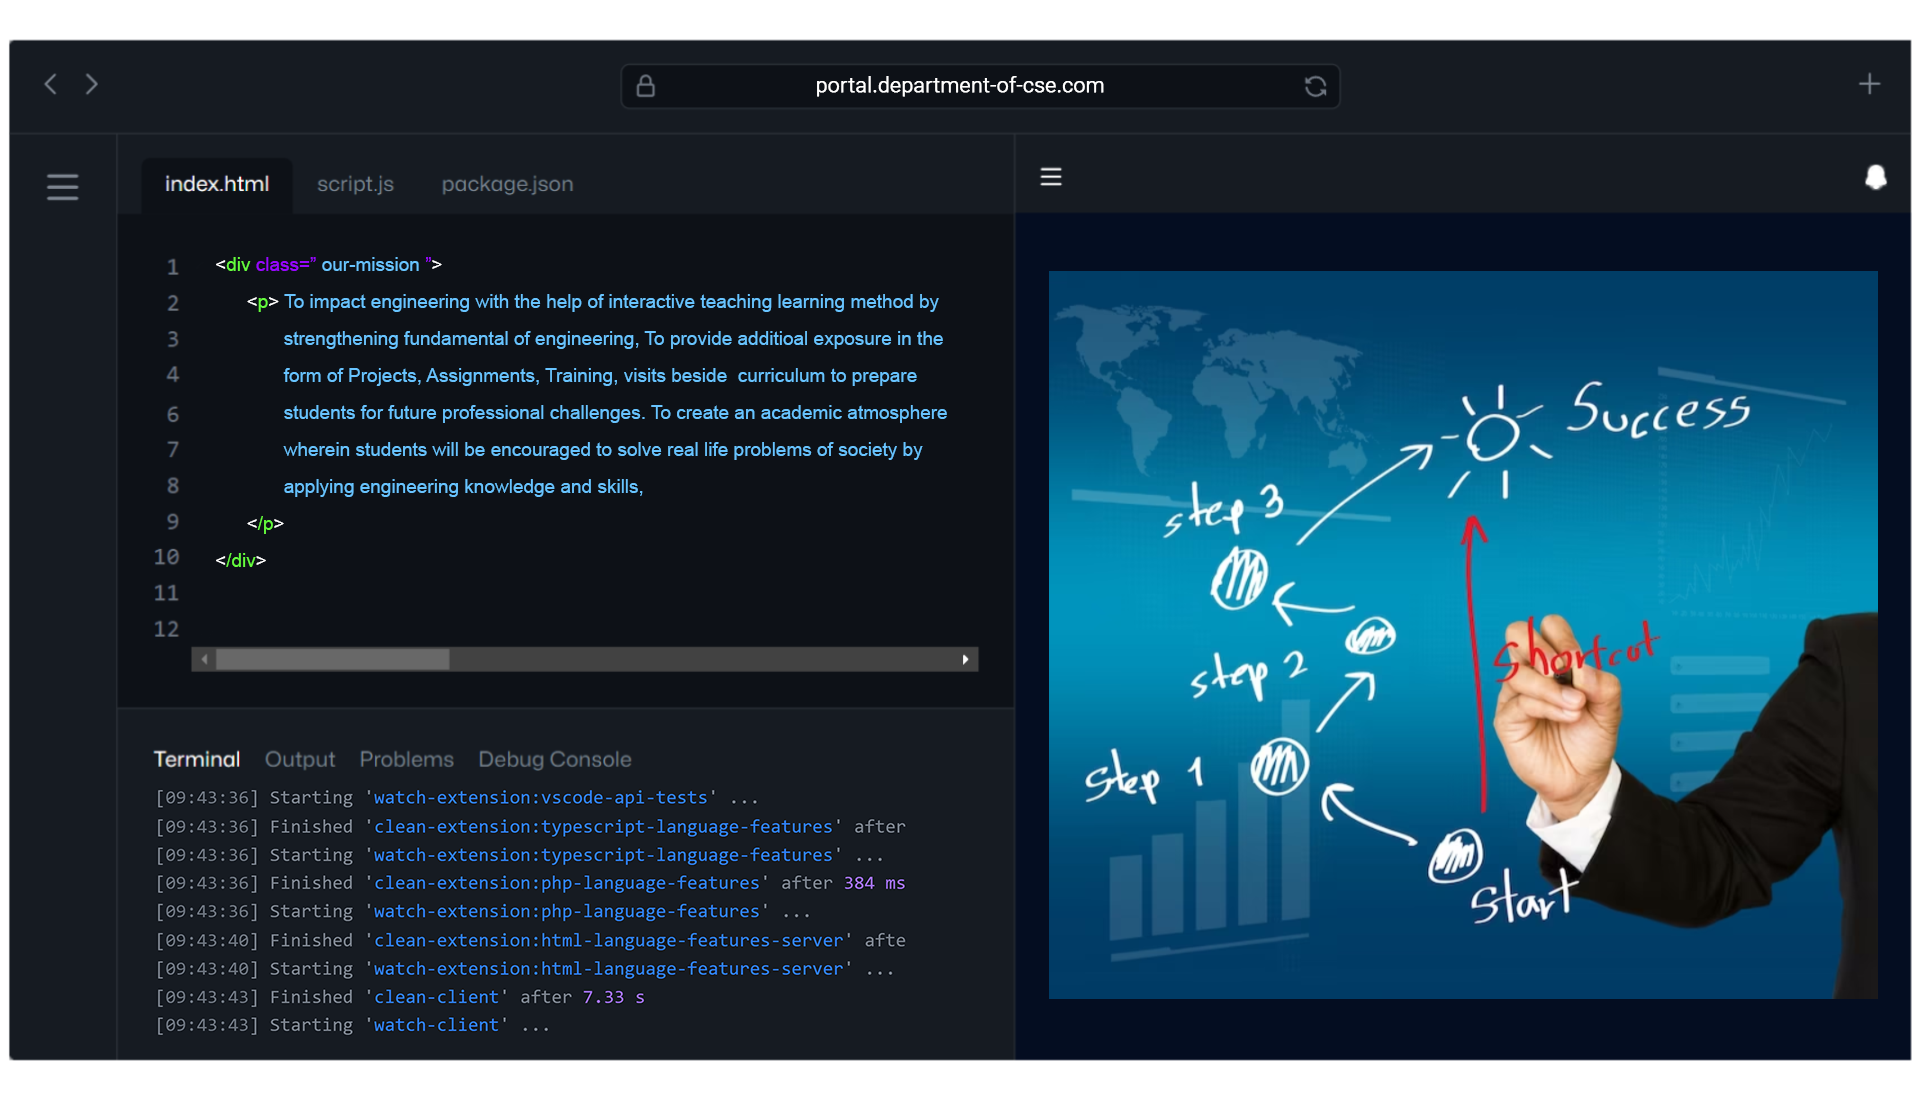 portal.department-of-cse.com
index.html script.js package.json
1 <div class=” our-mission ”>
2 <p> To impact engineering with the help of interactive teaching learning method by
3 strengthening fundamental of engineering, To provide additioal exposure in the
4 form of Projects, Assignments, Training, visits beside curriculum to prepare
6 students for future professional challenges. To create an academic atmosphere
7 wherein students will be encouraged to solve real life problems of society by
8 applying engineering knowledge and skills,
9 </p>
10 </div>
11
12
Terminal Output Problems Debug Console
[09:43:36] Starting 'watch-extension:vscode-api-tests' ...
[09:43:36] Finished 'clean-extension:typescript-language-features' after
[09:43:36] Starting 'watch-extension:typescript-language-features' ...
[09:43:36] Finished 'clean-extension:php-language-features' after 384 ms
[09:43:36] Starting 'watch-extension:php-language-features' ...
[09:43:40] Finished 'clean-extension:html-language-features-server' afte
[09:43:40] Starting 'watch-extension:html-language-features-server' ...
[09:43:43] Finished 'clean-client' after 7.33 s
[09:43:43] Starting 'watch-client' ...
Success
step 3
shortcut
step 2
step 1
start